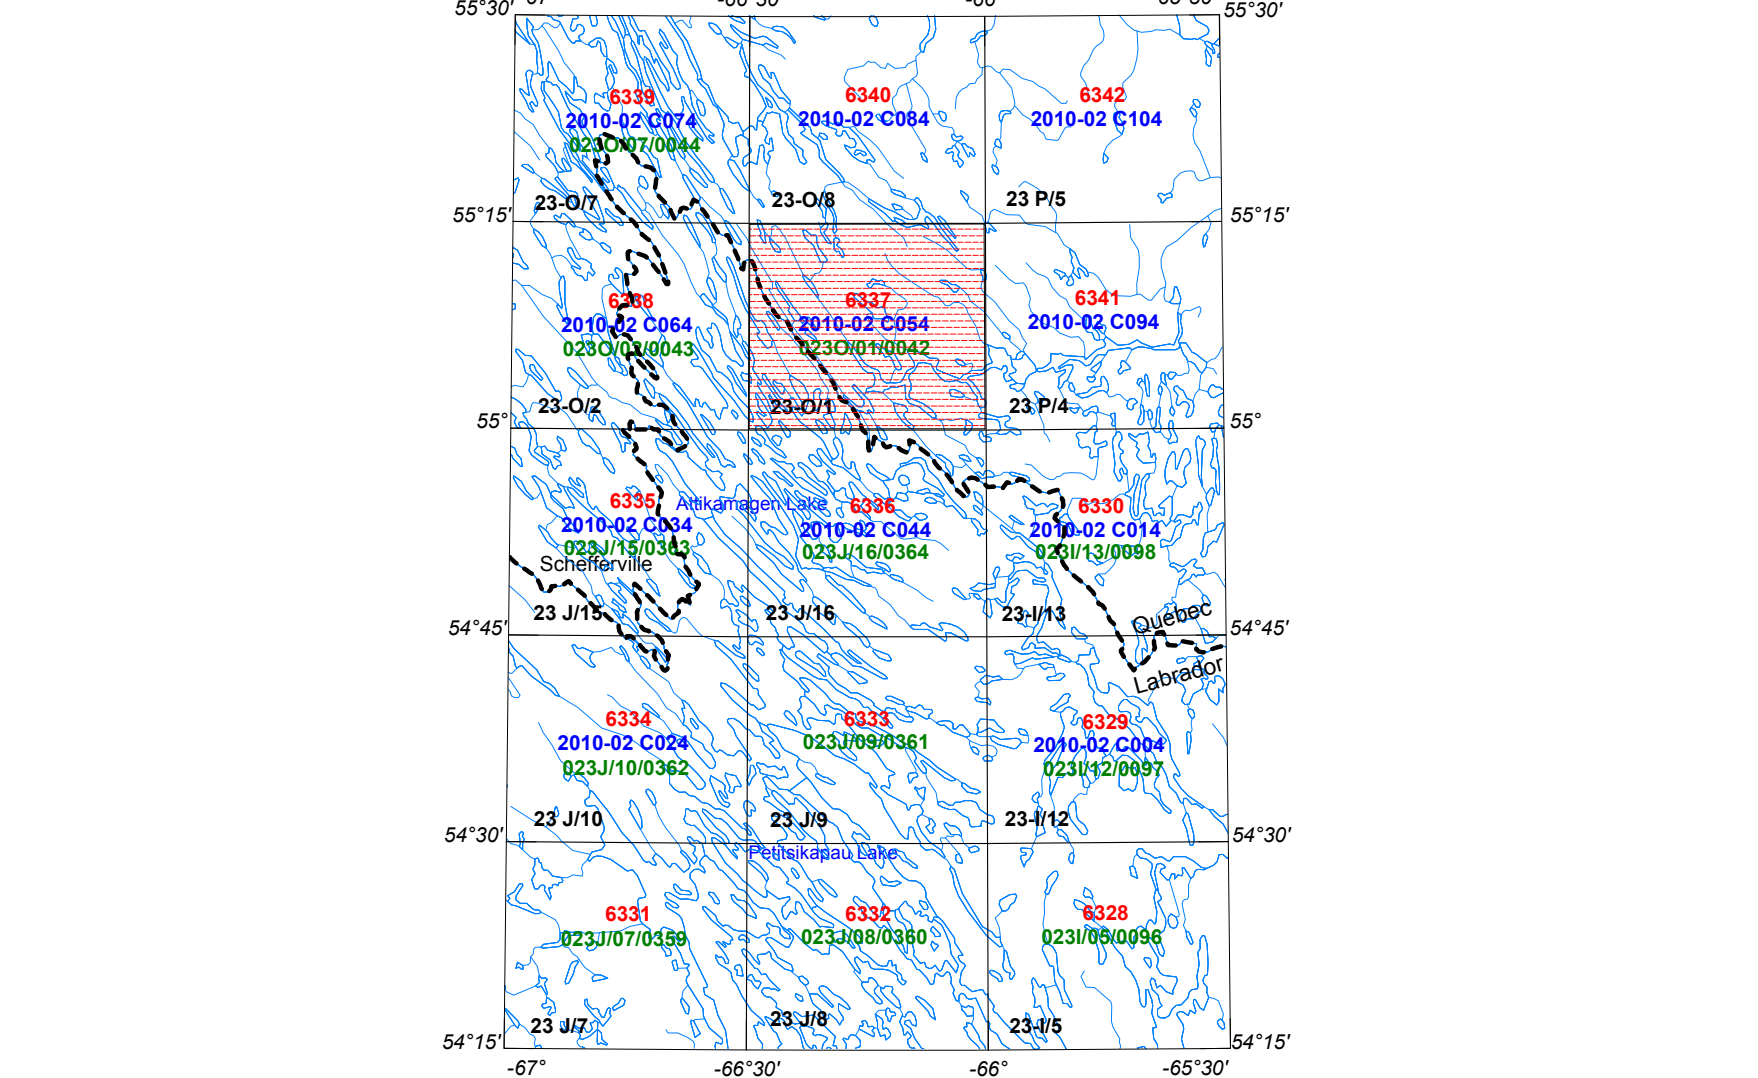 55°30'
55°30'
6339
2010-02 C074
023O/07/0044
23-O/7
6340
2010-02 C084
23-O/8
6342
2010-02 C104
23 P/5
55°15'
55°15'
6338
2010-02 C064
023O/02/0043
23-O/2
6337
2010-02 C054
023O/01/0042
23-O/1
6341
2010-02 C094
23 P/4
55°
55°
6335
2010-02 C034
023J/15/0363
Schefferville
23 J/15
Attikamagen Lake
6336
2010-02 C044
023J/16/0364
23 J/16
6330
2010-02 C014
023I/13/0098
23-I/13
Quebec
Labrador
54°45'
54°45'
6334
2010-02 C024
023J/10/0362
23 J/10
6333
023J/09/0361
23 J/9
6329
2010-02 C004
023I/12/0097
23-I/12
54°30'
54°30'
Petitsikapau Lake
6331
023J/07/0359
23 J/7
6332
023J/08/0360
23 J/8
6328
023I/05/0096
23-I/5
54°15'
54°15'
-67°
-66°30'
-66°
-65°30'